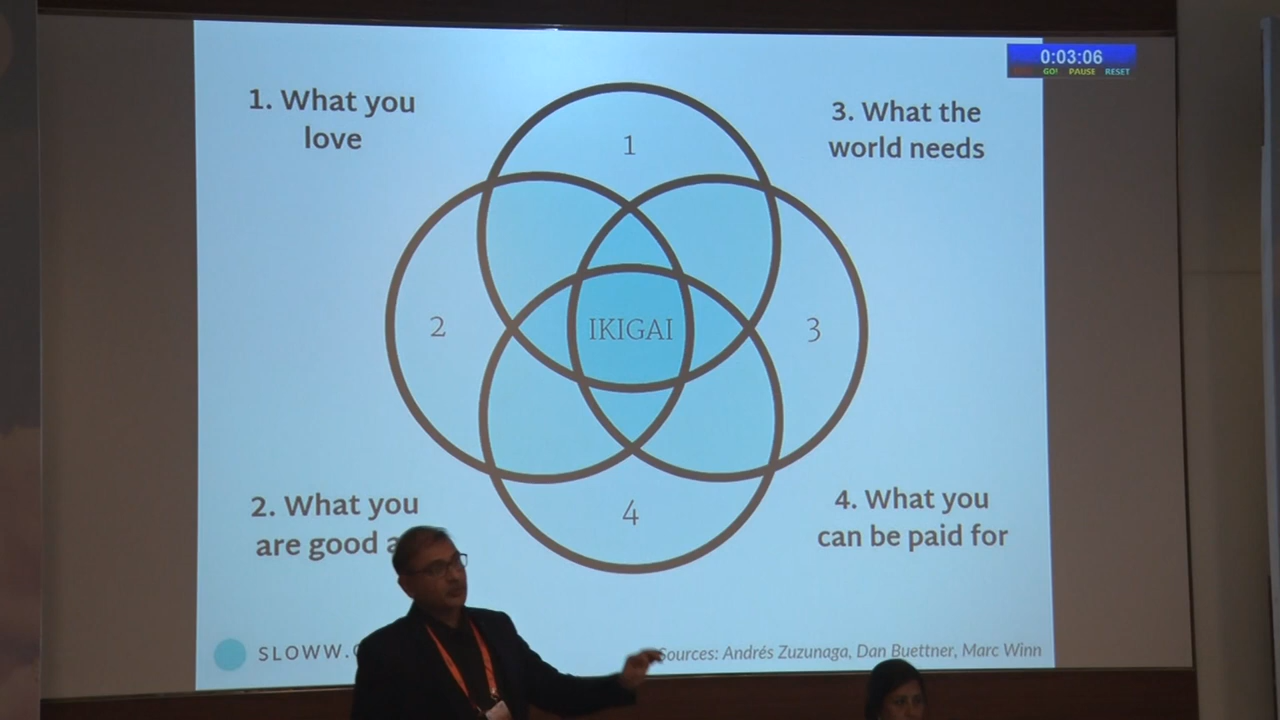 0:03:06
GO! PAUSE RESET
1. What you
love
3. What the
world needs
1
2
IKIGAI
3
4
2. What you
are good
4. What you
can be paid for
SLOWW.
Sources: Andrés Zuzunaga, Dan Buettner, Marc Winn